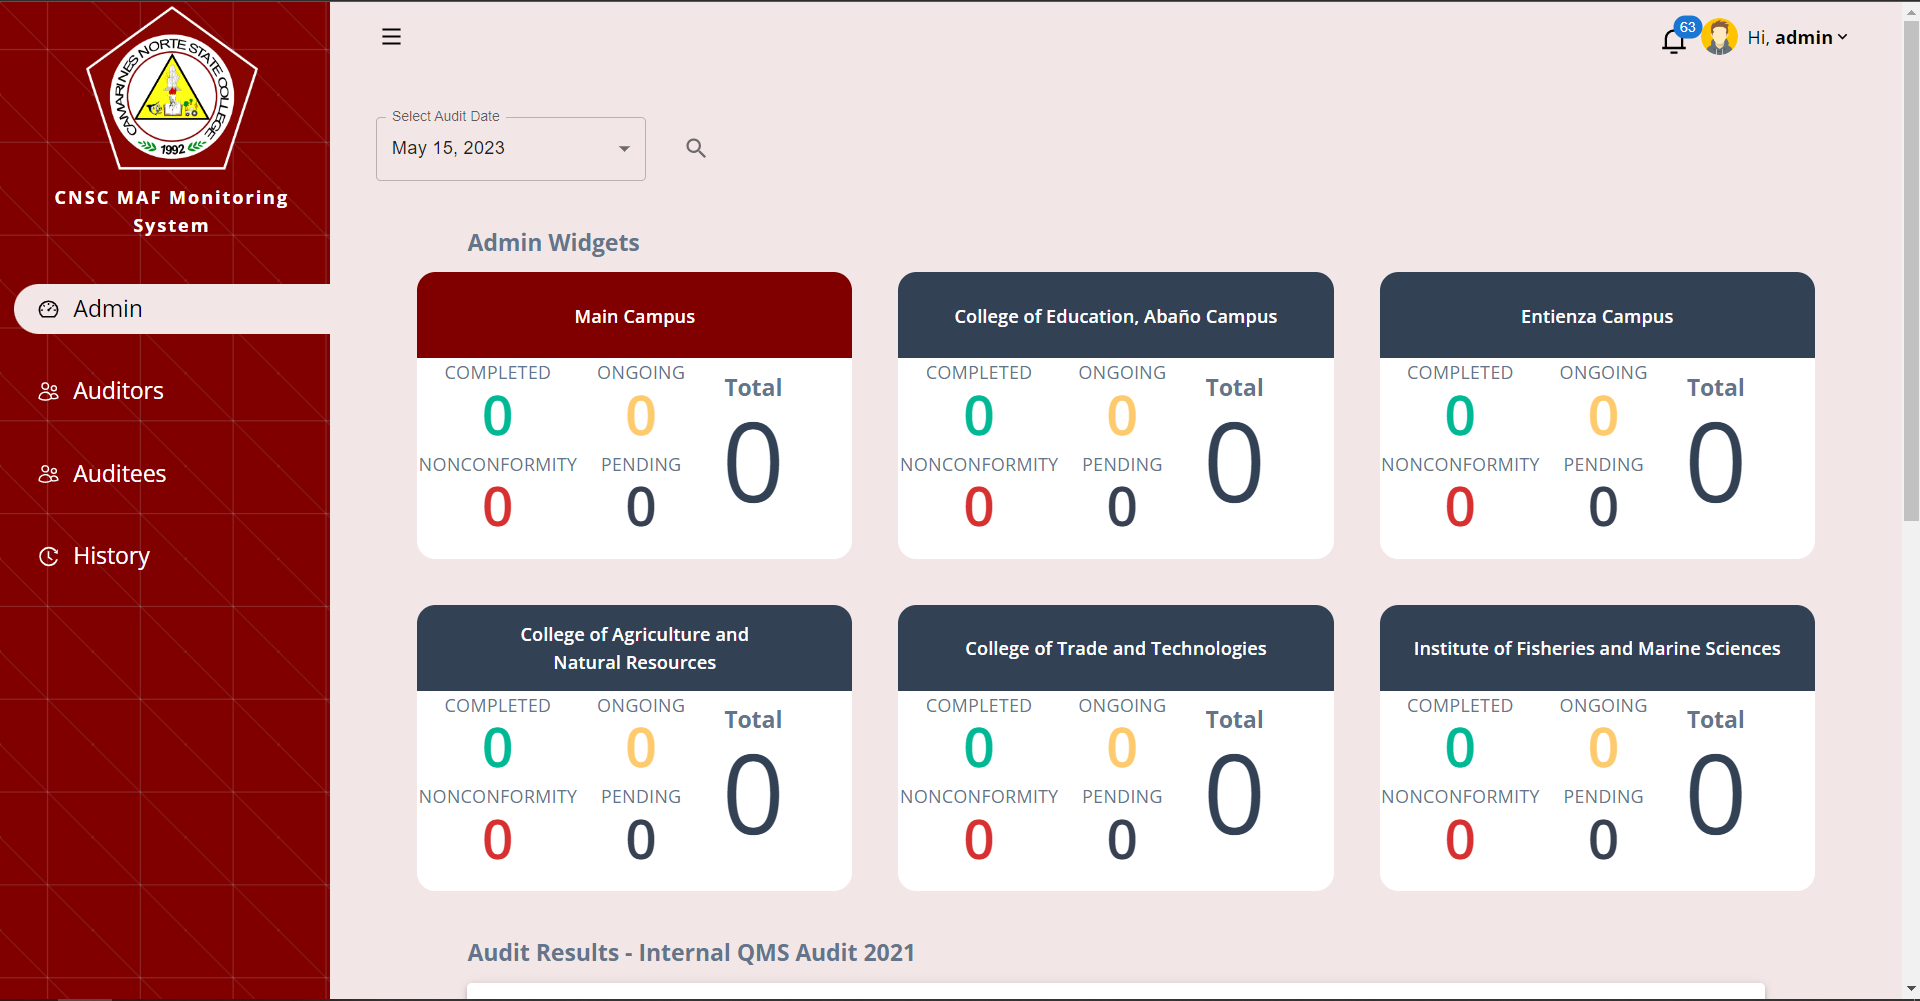 CAMARINES NORTE STATE COLLEGE
1992
CNSC MAF Monitoring
System
Admin
Auditors
Auditees
History
63
Hi, admin
Select Audit Date
May 15, 2023
Admin Widgets
Main Campus
COMPLETED
0
ONGOING
0
NONCONFORMITY
0
PENDING
0
Total
0
College of Education, Abaño Campus
COMPLETED
0
ONGOING
0
NONCONFORMITY
0
PENDING
0
Total
0
Entienza Campus
COMPLETED
0
ONGOING
0
NONCONFORMITY
0
PENDING
0
Total
0
College of Agriculture and
Natural Resources
COMPLETED
0
ONGOING
0
NONCONFORMITY
0
PENDING
0
Total
0
College of Trade and Technologies
COMPLETED
0
ONGOING
0
NONCONFORMITY
0
PENDING
0
Total
0
Institute of Fisheries and Marine Sciences
COMPLETED
0
ONGOING
0
NONCONFORMITY
0
PENDING
0
Total
0
Audit Results - Internal QMS Audit 2021